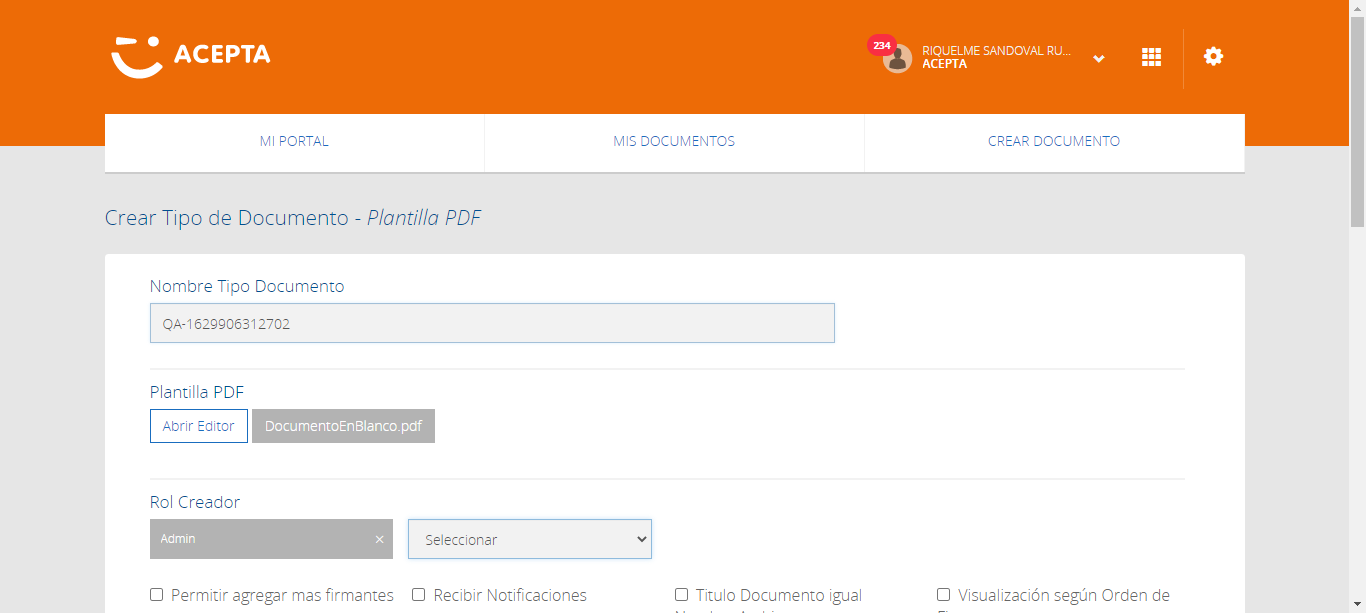 ACEPTA
234
RIQUELME SANDOVAL RU...
ACEPTA
MI PORTAL
MIS DOCUMENTOS
CREAR DOCUMENTO
Crear Tipo de Documento - Plantilla PDF
Nombre Tipo Documento
QA-1629906312702
Plantilla PDF
Abrir Editor
DocumentoEnBlanco.pdf
Rol Creador
Admin ×
Seleccionar
Permitir agregar mas firmantes
Recibir Notificaciones
Titulo Documento igual
Visualización según Orden de